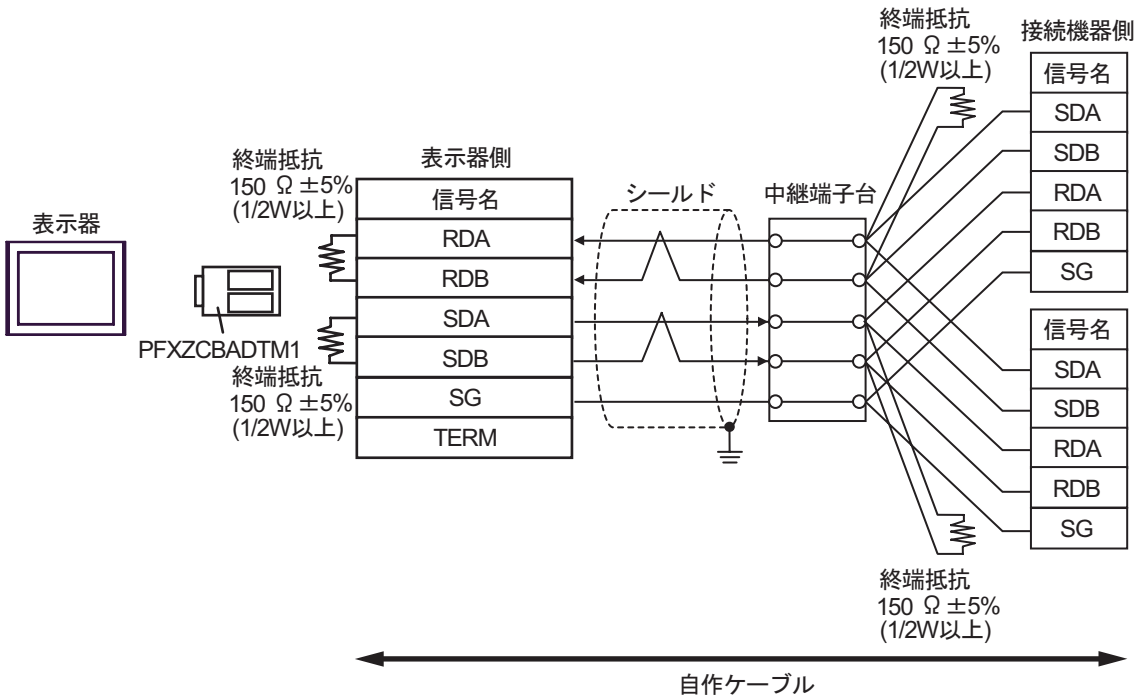 表示器
PFXZCBADTM1
終端抵抗
150 Ω ±5%
(1/2W以上)
終端抵抗
150 Ω ±5%
(1/2W以上)
表示器側
信号名
RDA
RDB
SDA
SDB
SG
TERM
シールド
中継端子台
終端抵抗
150 Ω ±5%
(1/2W以上)
接続機器側
信号名
SDA
SDB
RDA
RDB
SG
信号名
SDA
SDB
RDA
RDB
SG
終端抵抗
150 Ω ±5%
(1/2W以上)
自作ケーブル